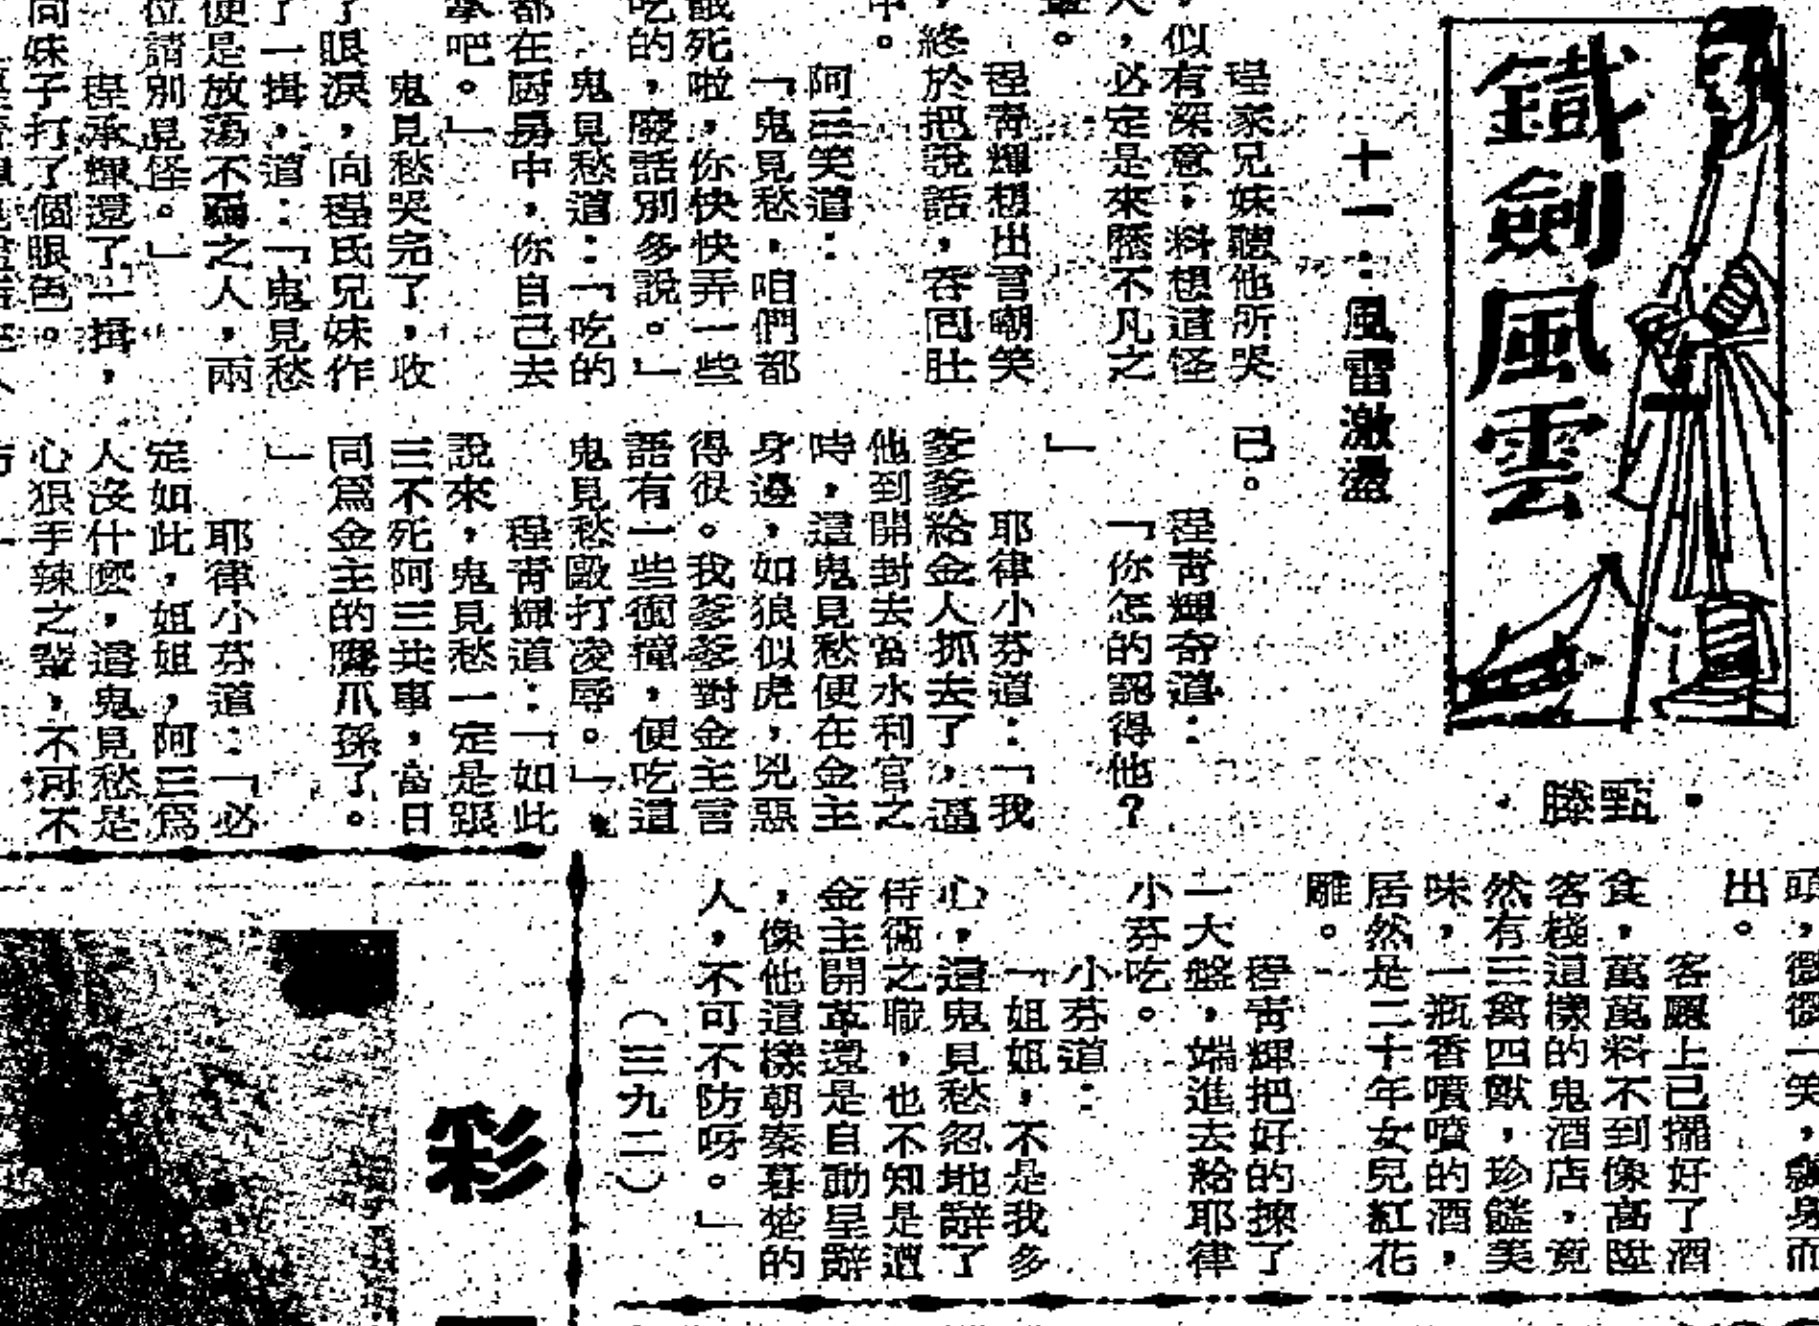 鐵劍風雲
·甄滕·
十一：風雷激盪
程家兄妹聽他所哭
，似有深意，料想這怪
人，必定是來歷不凡之
輩。
程青輝想出言嘲笑
，終於把說話，吞回肚
中。
阿三笑道：
「鬼見愁，咱們都
餓死啦，你快快弄一些
吃的，廢話別多說。」
鬼見愁道：「吃的
都在厨房中，你自己去
拿吧。」
鬼見愁哭完了，收
了眼淚，向程氏兄妹作
了一揖，道：「鬼見愁
便是放蕩不羈之人，兩
位請別見怪。」
程承輝還了一揖，
同妹子打了個眼色。
已。
程青輝奇道：
「你怎的認得他？
」
耶律小芬道：「我
爹爹給金人抓去了，逼
他到開封去當水利官之
時，這鬼見愁便在金主
身邊，如狼似虎，兇惡
得很。我爹爹對金主言
語有一些衝撞，便吃這
鬼見愁毆打凌辱。」
程青輝道：「如此
說來，鬼見愁一定是跟
三不死阿三共事，當日
同爲金主的鷹爪孫了。
」
耶律小芬道：「必
定如此，姐姐，阿三爲
人沒什麽，這鬼見愁是
心狠手辣之輩，不可不
頭，微微一笑，飄身而
出。
客廳上已擺好了酒
食，萬萬料不到像高陞
客棧這樣的鬼酒店，竟
然有三禽四獸，珍饈美
味，一瓶香噴噴的酒，
居然是二十年女兒紅花
雕。
程青輝把好的揀了
一大盤，端進去給耶律
小芬吃。
小芬道：
「姐姐，不是我多
心，這鬼見愁忽地辭了
侍衞之職，也不知是遭
金主開革還是自動呈辭
，像他這樣朝秦暮楚的
人，不可不防呀。」
（三九二）
彩